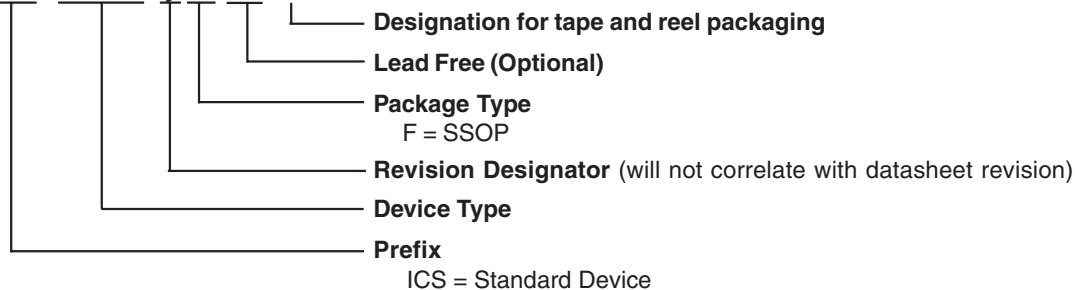 Designation for tape and reel packaging
Lead Free (Optional)
Package Type
F = SSOP
Revision Designator (will not correlate with datasheet revision)
Device Type
Prefix
ICS = Standard Device